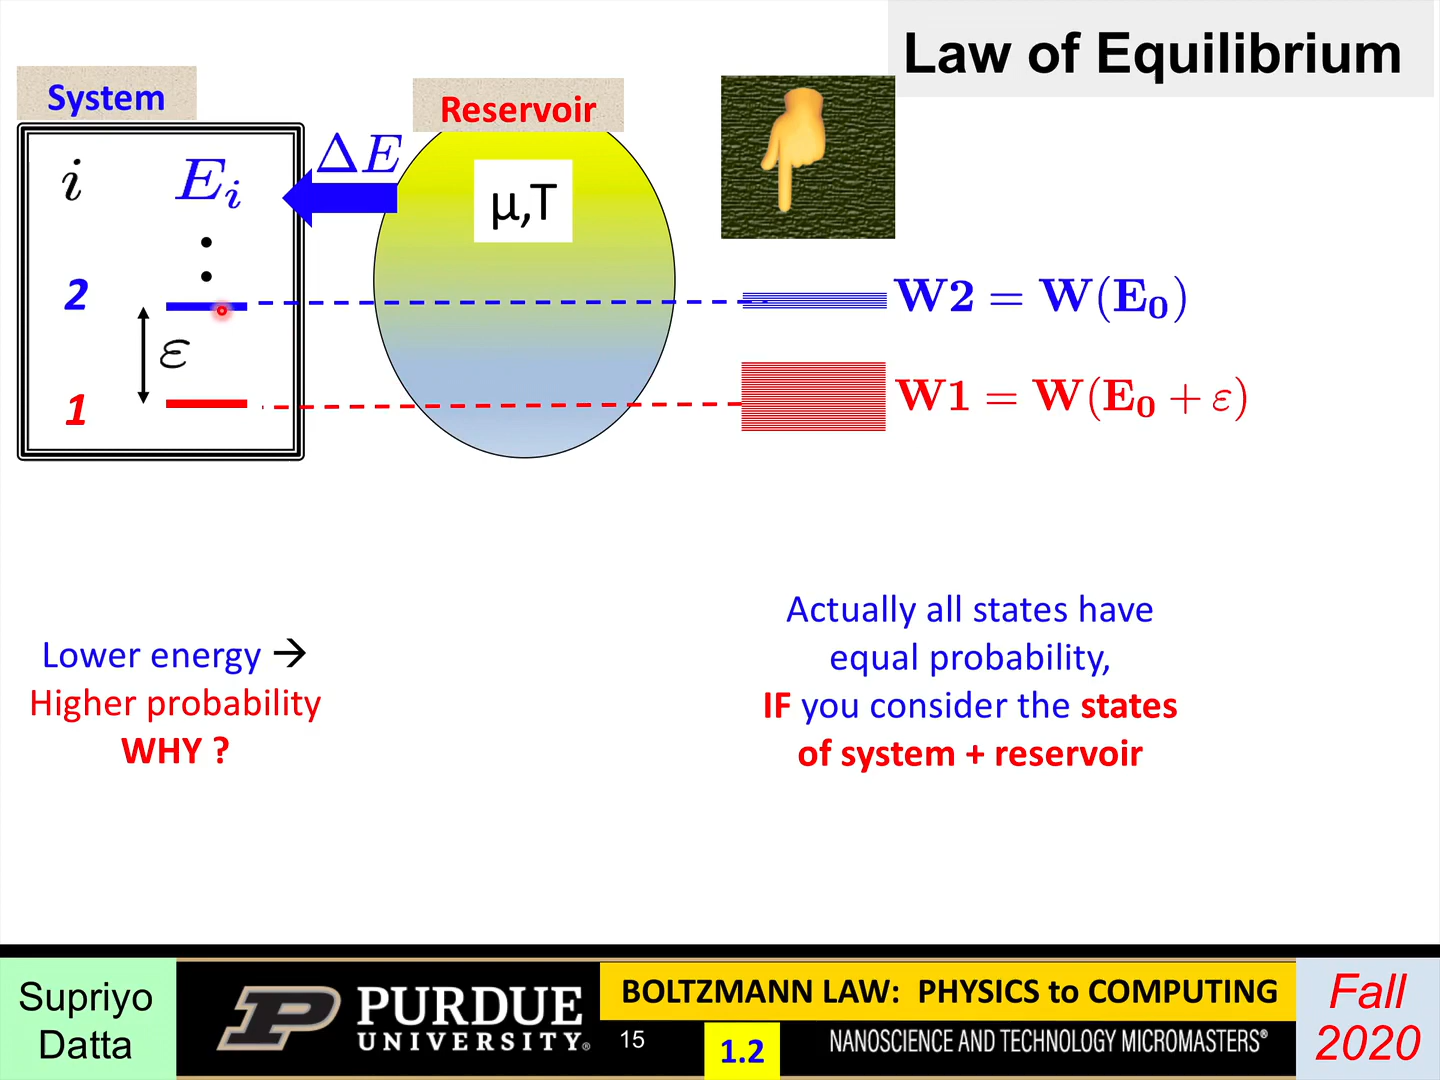 Law of Equilibrium
System
Reservoir
i E_i
ΔE
μ,T
2
ε
1
W2 = W(E₀)
W1 = W(E₀ + ε)
Lower energy →
Higher probability
WHY ?
Actually all states have
equal probability,
IF you consider the states
of system + reservoir
Supriyo
Datta
PURDUE
UNIVERSITY®
15
BOLTZMANN LAW: PHYSICS to COMPUTING
1.2
NANOSCIENCE AND TECHNOLOGY MICROMASTERS®
Fall
2020